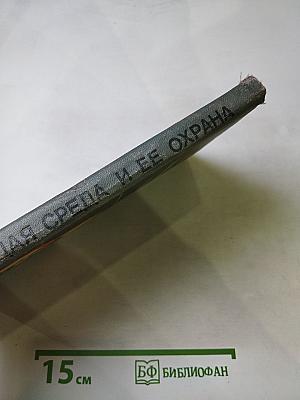 СРЕДА И ЕЕ ОХРАНА
15 см
БФ БИБЛИОФАН